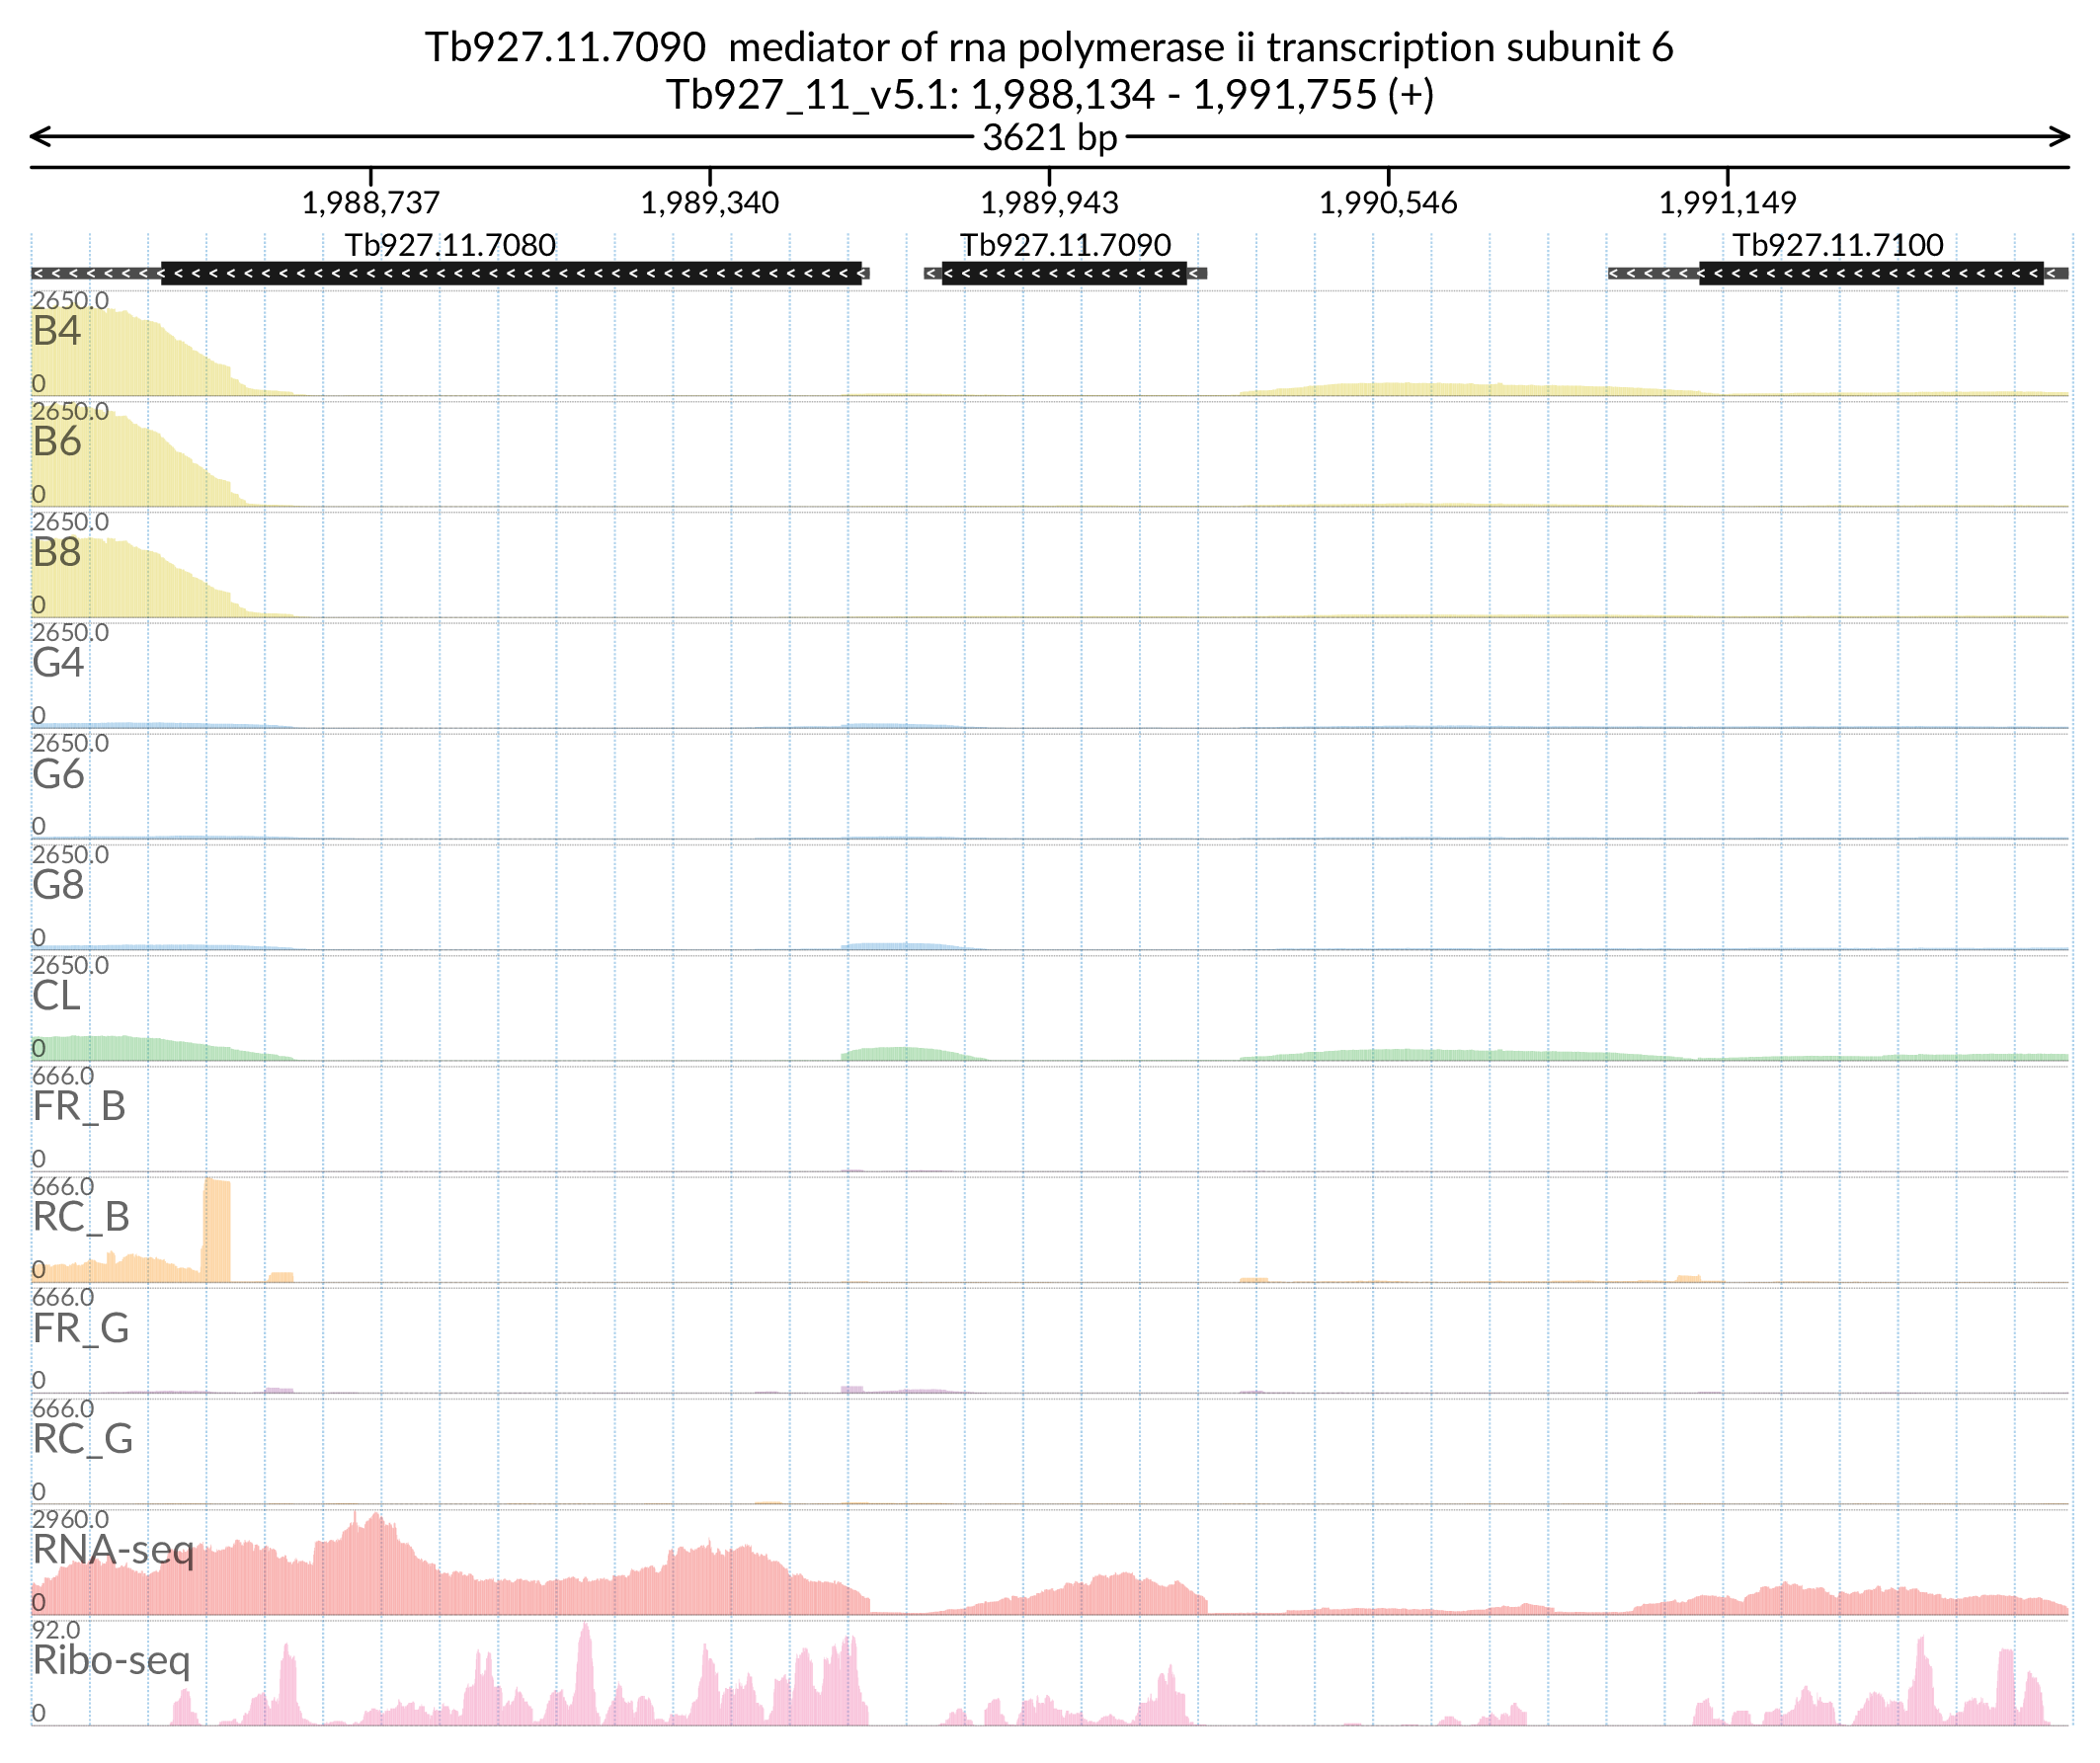 Tb927.11.7090  mediator of rna polymerase ii transcription subunit 6
Tb927_11_v5.1: 1,988,134 - 1,991,755 (+)
3621 bp
1,988,737 1,989,340 1,989,943 1,990,546 1,991,149
Tb927.11.7080 Tb927.11.7090 Tb927.11.7100
2650.0
B4
0
2650.0
B6
0
2650.0
B8
0
2650.0
G4
0
2650.0
G6
0
2650.0
G8
0
2650.0
CL
0
666.0
FR_B
0
666.0
RC_B
0
666.0
FR_G
0
666.0
RC_G
0
2960.0
RNA-seq
0
92.0
Ribo-seq
0